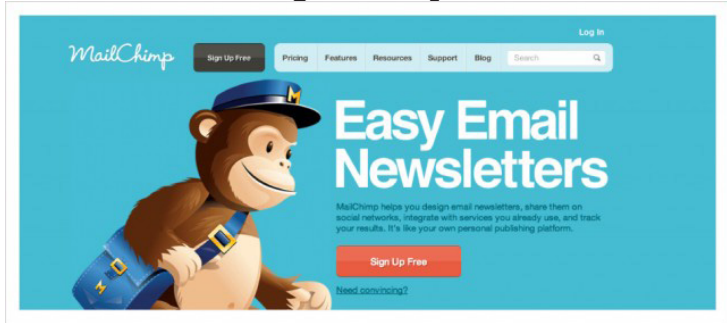 Log In
MailChimp
Sign Up Free
Pricing
Features
Resources
Support
Blog
Search
M
Easy Email
Newsletters
MailChimp helps you design email newsletters, share them on
social networks, integrate with services you already use, and track
your results. It's like your own personal publishing platform.
M
M
Sign Up Free
Need convincing?